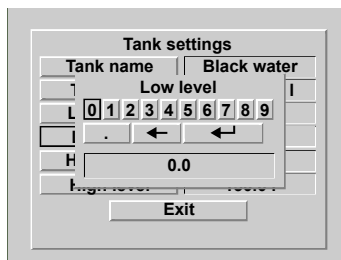 Tank settings
Tank name Black water
Low level
0 1 2 3 4 5 6 7 8 9
. ← ↵
0.0
Exit